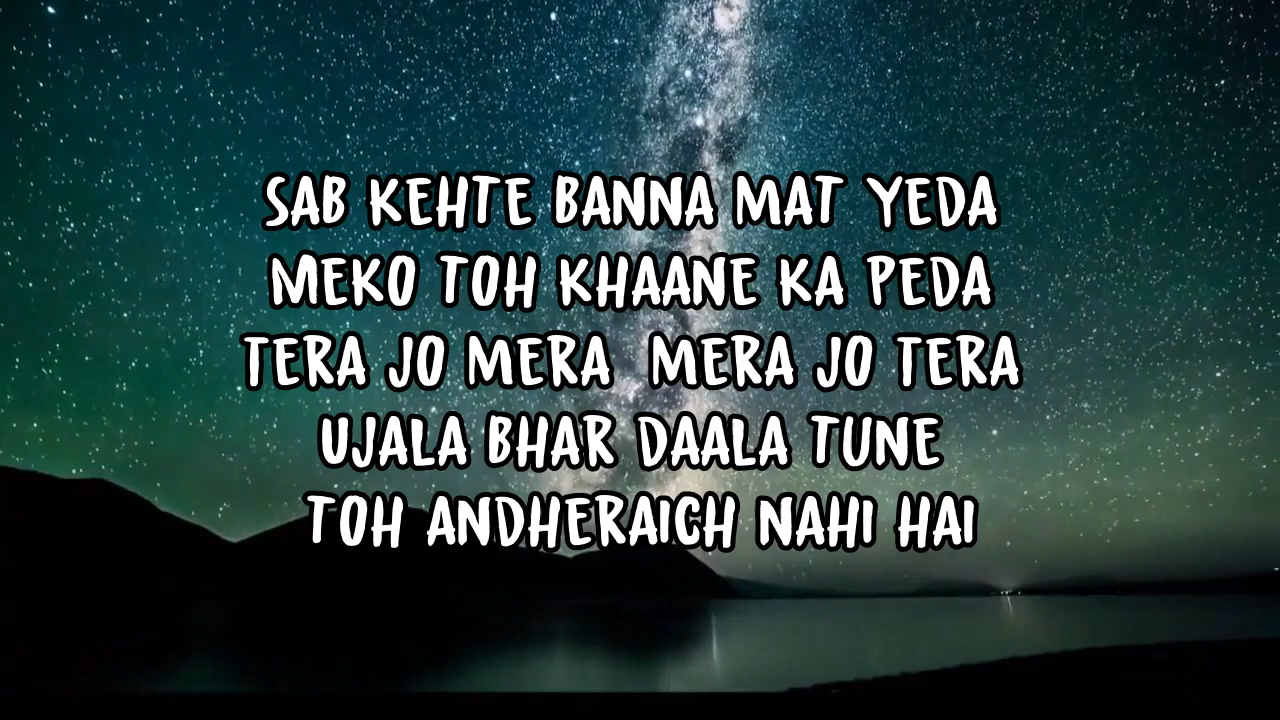 SAB KEHTE BANNA MAT YEDA
MEKO TOH KHAANE KA PEDA
TERA JO MERA MERA JO TERA
UJALA BHAR DAALA TUNE
TOH ANDHERAICH NAHI HAI